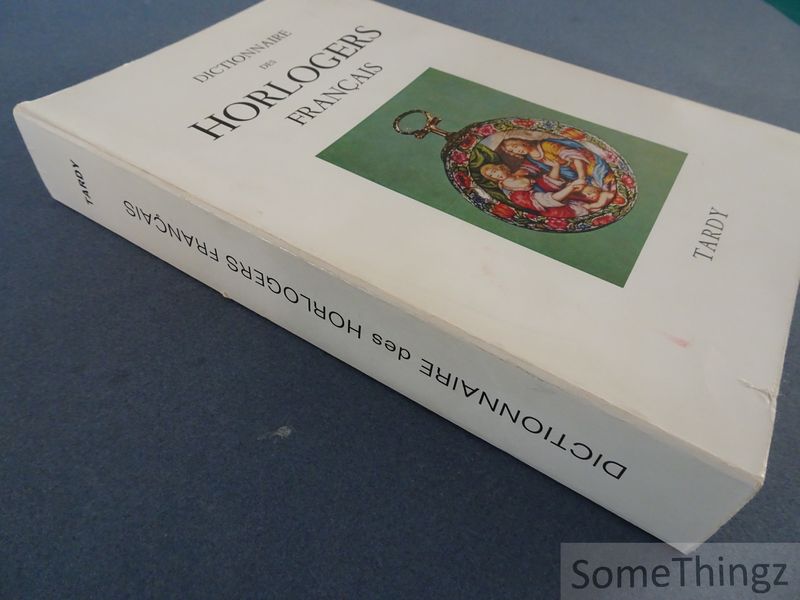 DICTIONNAIRE
DES
HORLOGERS
FRANÇAIS
TARDY
TARDY
DICTIONNAIRE des HORLOGERS FRANÇAIS
SomeThingz